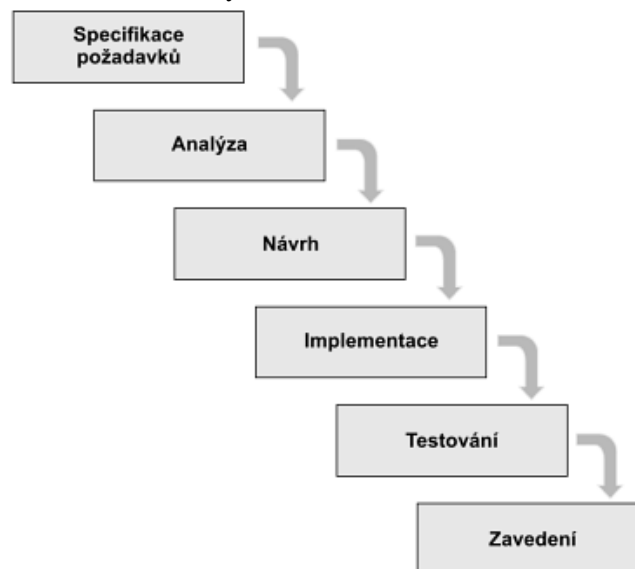 Specifikace
požadavků
Analýza
Návrh
Implementace
Testování
Zavedení